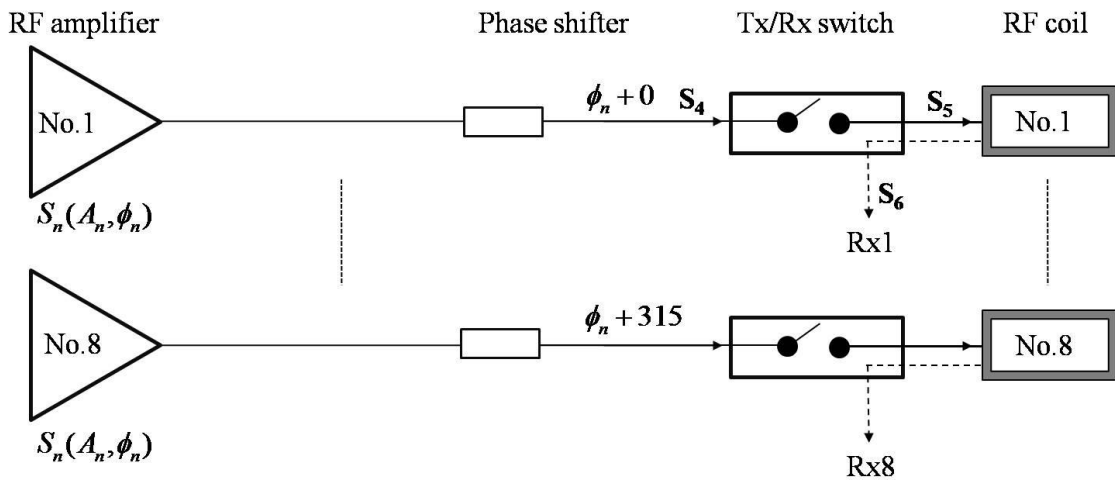 RF amplifier Phase shifter Tx/Rx switch RF coil
No.1 ϕn + 0 S4 S5 No.1
S6
Sn(An,ϕn)
Rx1
No.8 ϕn + 315 No.8
Sn(An,ϕn)
Rx8